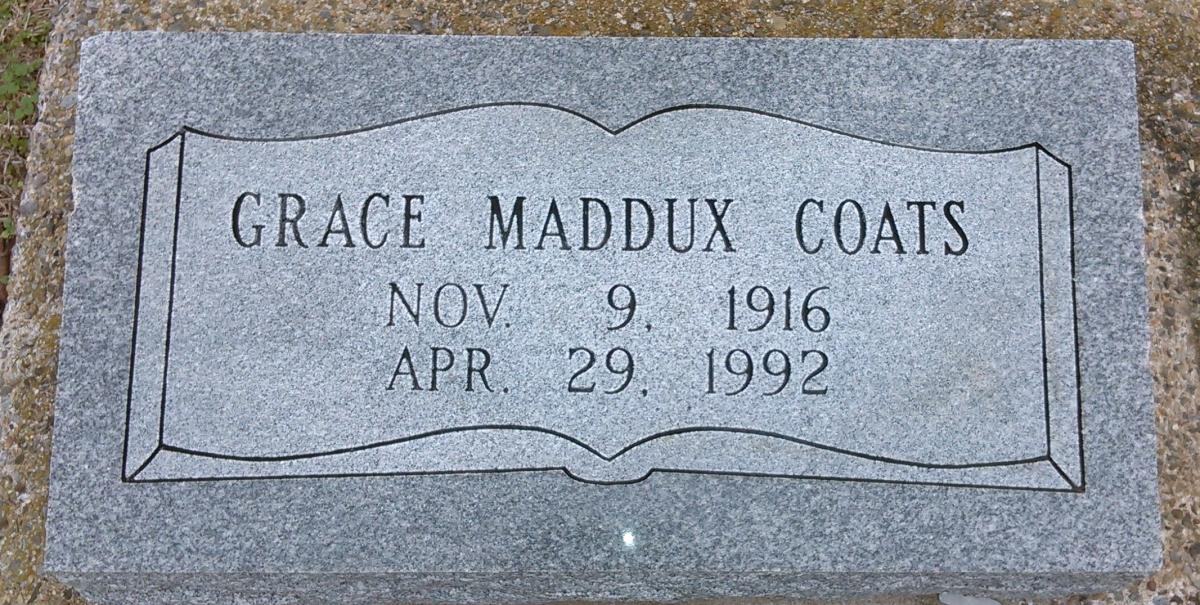 GRACE MADDUX COATS
NOV. 9, 1916
APR. 29, 1992